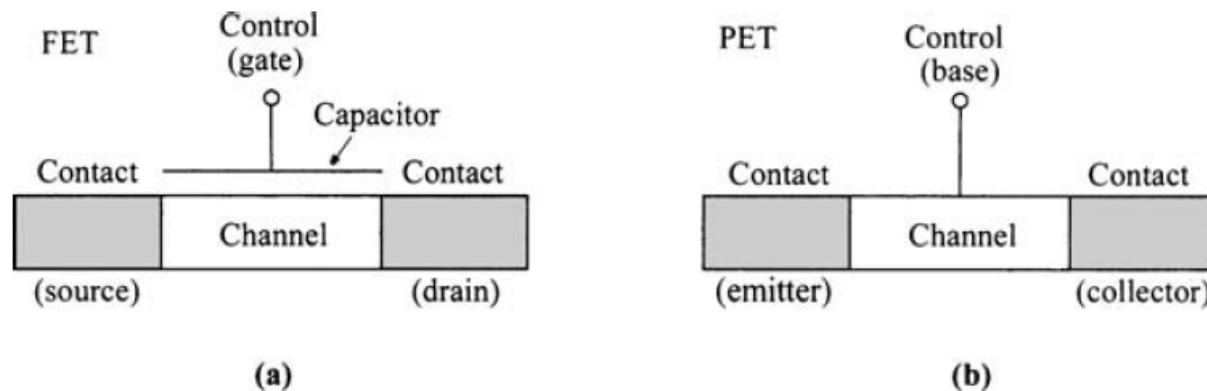 FET
Control
(gate)
Capacitor
Contact
Contact
Channel
(source)
(drain)
(a)
PET
Control
(base)
Contact
Contact
Channel
(emitter)
(collector)
(b)